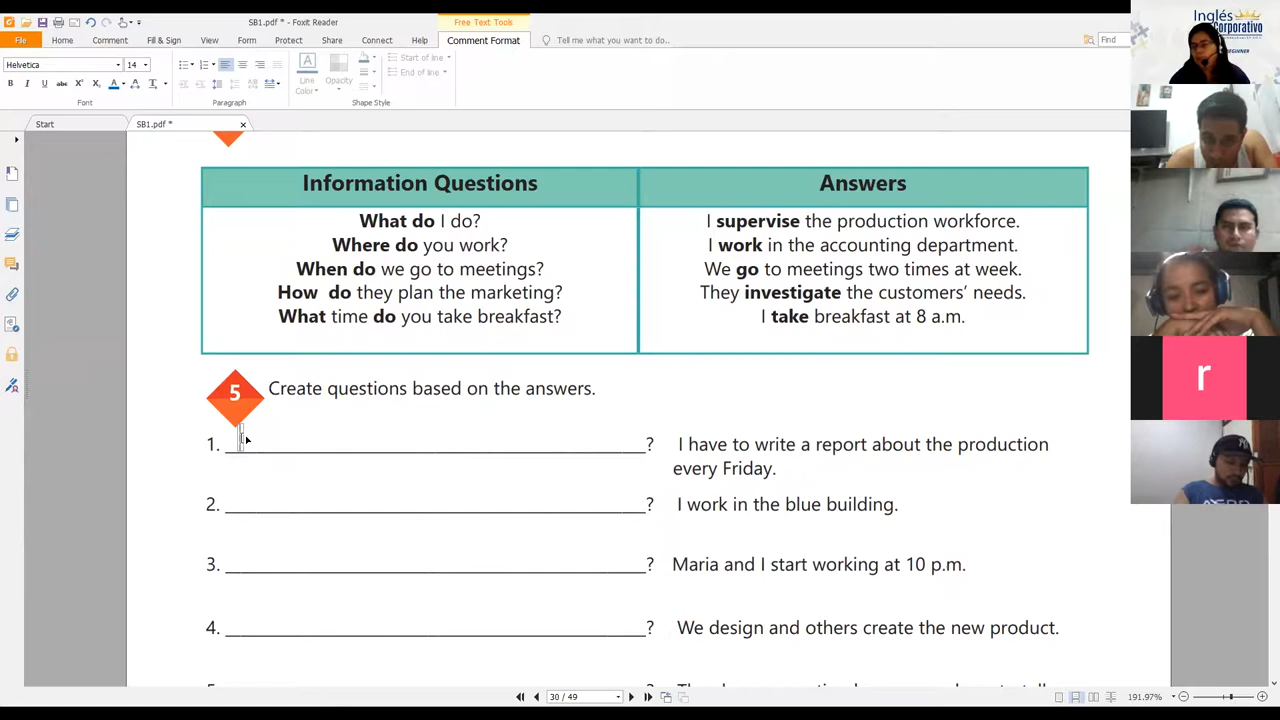 SB1.pdf * - Foxit Reader
Free Text Tools
File Home Comment Fill & Sign View Form Protect Share Connect Help Comment Format Tell me what you want to do.. Find
Helvetica 14 Start of line
Line Color Opacity End of line
Font Paragraph Shape Style
Start SB1.pdf *
Inglés
Corporativo
BEGINNER
Information Questions Answers
What do I do? I supervise the production workforce.
Where do you work? I work in the accounting department.
When do we go to meetings? We go to meetings two times at week.
How do they plan the marketing? They investigate the customers' needs.
What time do you take breakfast? I take breakfast at 8 a.m.
5 Create questions based on the answers.
1. ? I have to write a report about the production
every Friday.
2. ? I work in the blue building.
3. ? Maria and I start working at 10 p.m.
4. ? We design and others create the new product.
r
30 / 49 191.97%